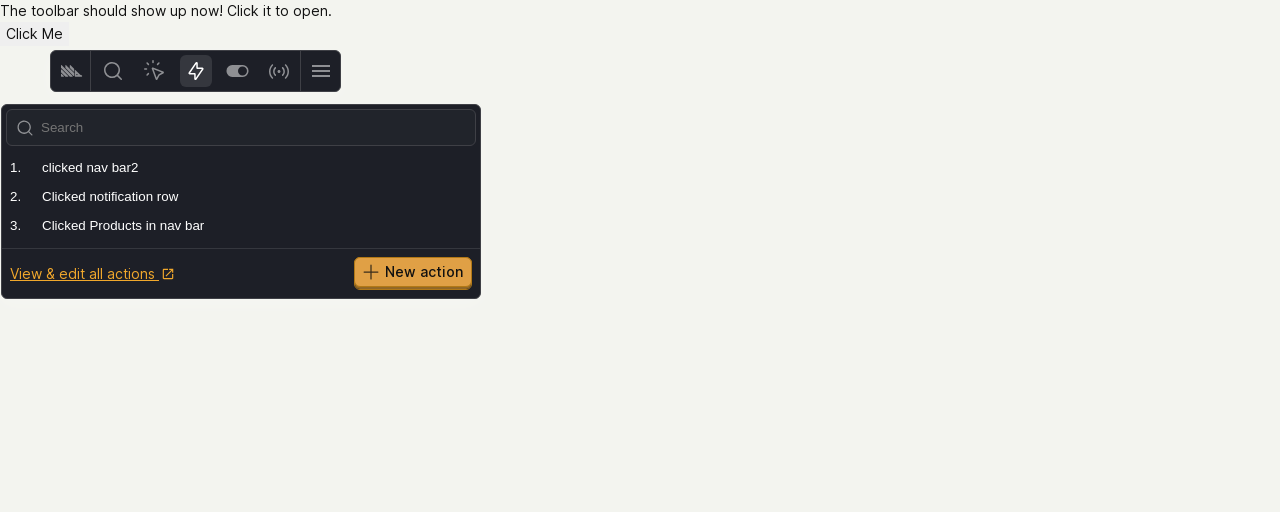 The toolbar should show up now! Click it to open.
Click Me
Search
1. clicked nav bar2
2. Clicked notification row
3. Clicked Products in nav bar
View & edit all actions
New action